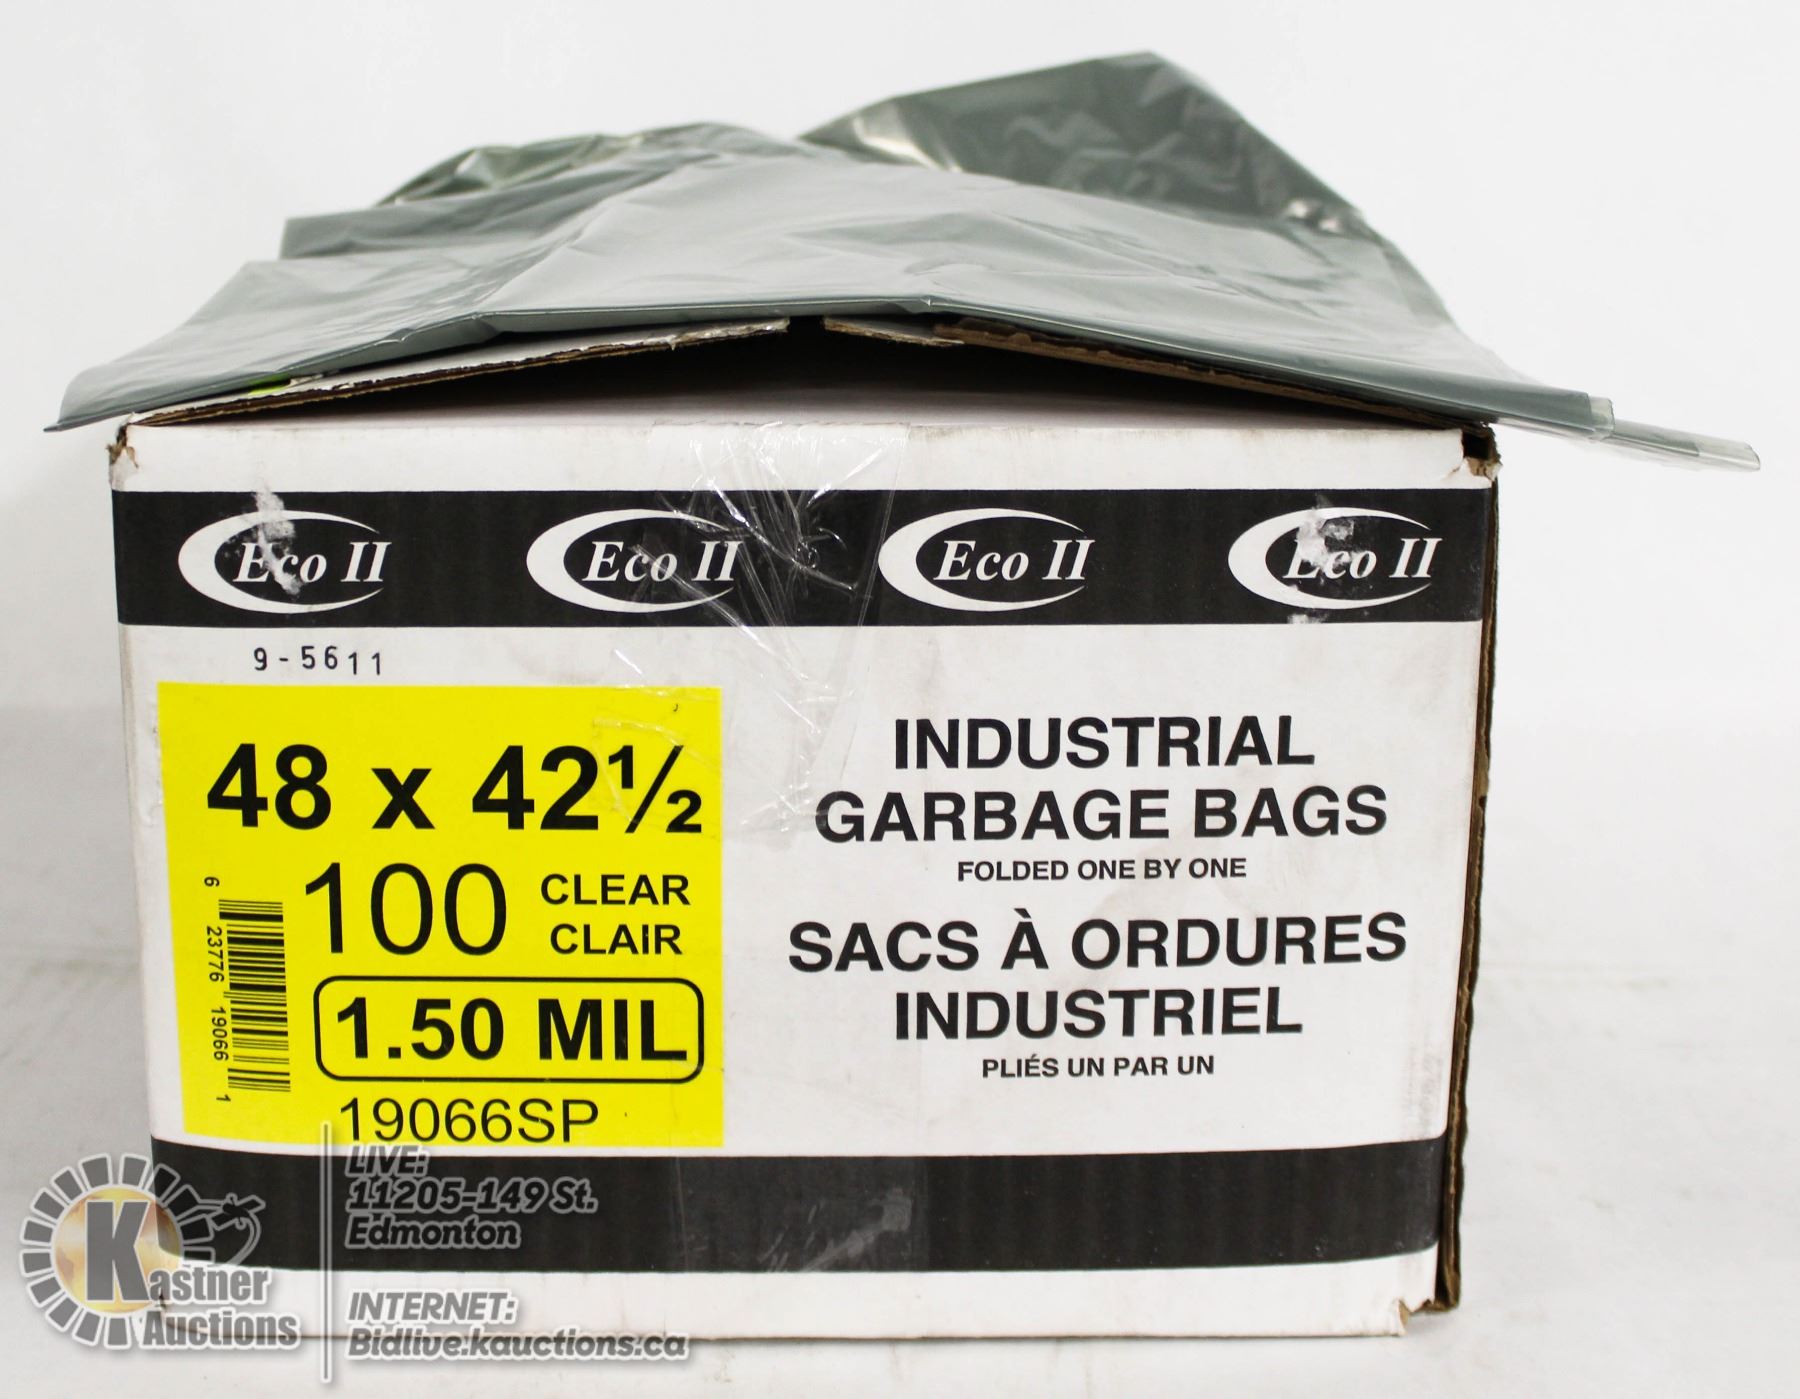 Eco II Eco II Eco II Eco II
9-5611
48 x 42½
100 CLEAR
CLAIR
1.50 MIL
19066SP
6 23776 19066 1
INDUSTRIAL
GARBAGE BAGS
FOLDED ONE BY ONE
SACS À ORDURES
INDUSTRIEL
PLIÉS UN PAR UN
Kastner
Auctions
LIVE:
11205-149 St.
Edmonton
INTERNET:
Bidlive.kauctions.ca